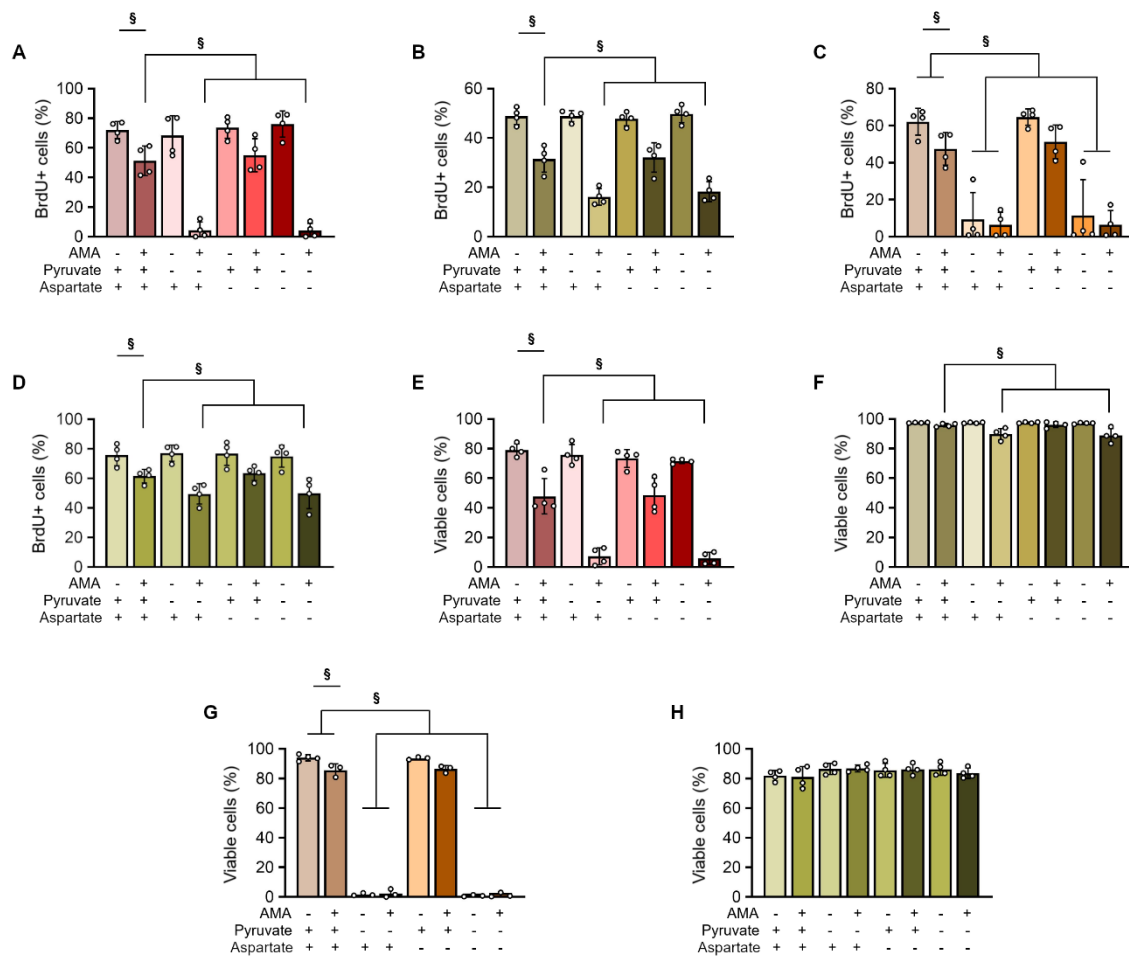 § § §
A § B § C §
100 60 80
80 60
60 40 40
40 20
20 20
0 0 0
BrdU+ cells (%) BrdU+ cells (%) BrdU+ cells (%)
AMA - + - + - + - + AMA - + - + - + - + AMA - + - + - + - +
Pyruvate + + - - + + - - Pyruvate + + - - + + - - Pyruvate + + - - + + - -
Aspartate + + + + - - - - Aspartate + + + + - - - - Aspartate + + + + - - - -
§ §
D § E § F §
100 100 100
80 80 80
60 60 60
40 40 40
20 20 20
0 0 0
BrdU+ cells (%) Viable cells (%) Viable cells (%)
AMA - + - + - + - + AMA - + - + - + - + AMA - + - + - + - +
Pyruvate + + - - + + - - Pyruvate + + - - + + - - Pyruvate + + - - + + - -
Aspartate + + + + - - - - Aspartate + + + + - - - - Aspartate + + + + - - - -
§
G § H
100 100
80 80
60 60
40 40
20 20
0 0
Viable cells (%) Viable cells (%)
AMA - + - + - + - + AMA - + - + - + - +
Pyruvate + + - - + + - - Pyruvate + + - - + + - -
Aspartate + + + + - - - - Aspartate + + + + - - - -